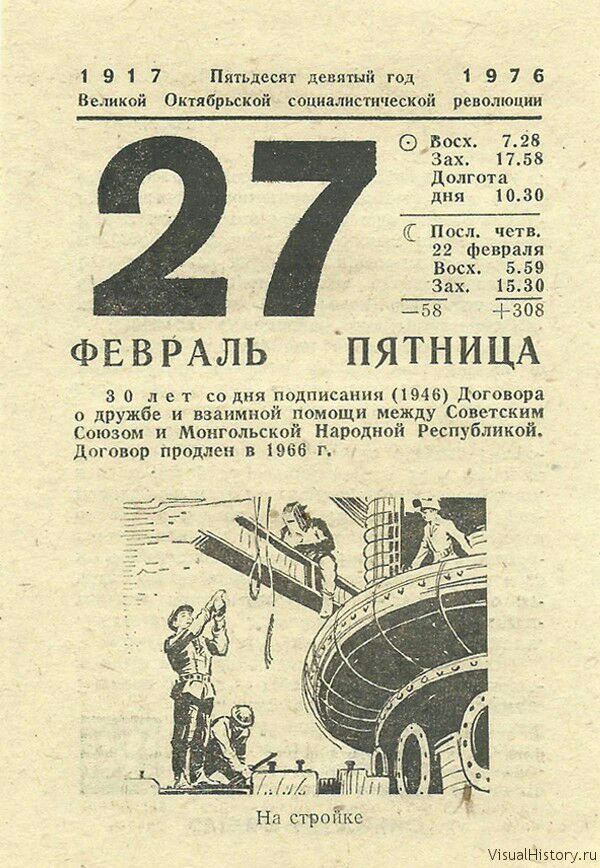 1917 Пятьдесят девятый год 1976
Великой Октябрьской социалистической революции
27
Восх. 7.28
Зах. 17.58
Долгота
дня 10.30
Посл. четв.
22 февраля
Восх. 5.59
Зах. 15.30
—58 +308
ФЕВРАЛЬ ПЯТНИЦА
30 лет со дня подписания (1946) Договора
о дружбе и взаимной помощи между Советским
Союзом и Монгольской Народной Республикой.
Договор продлен в 1966 г.
На стройке
VisualHistory.ru